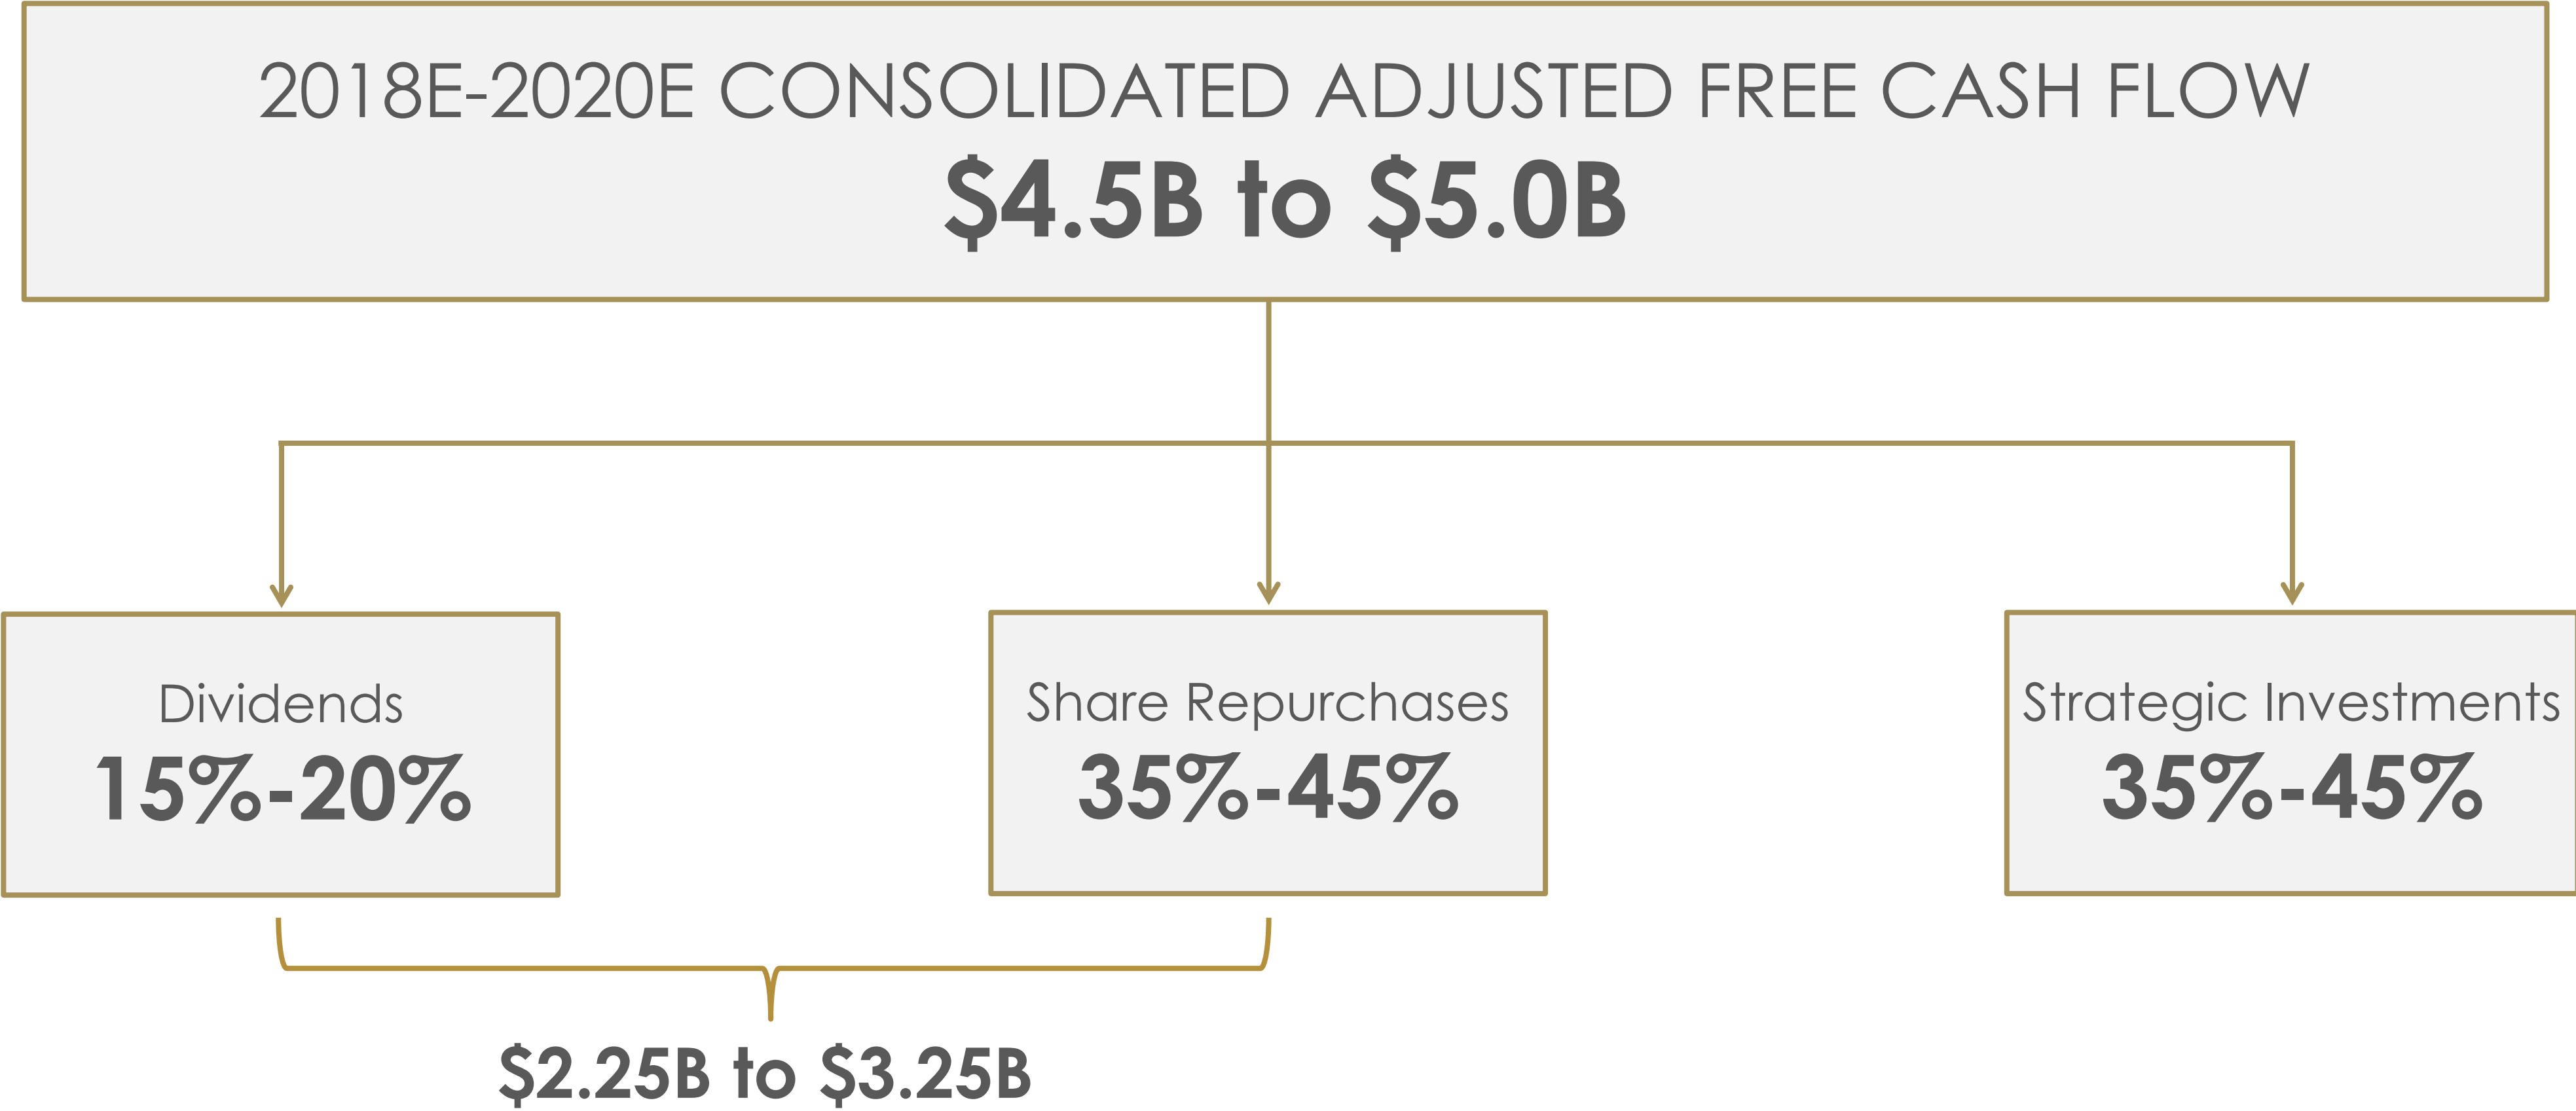 2018E-2020E CONSOLIDATED ADJUSTED FREE CASH FLOW
$4.5B to $5.0B
Dividends
15%-20%
Share Repurchases
35%-45%
Strategic Investments
35%-45%
$2.25B to $3.25B